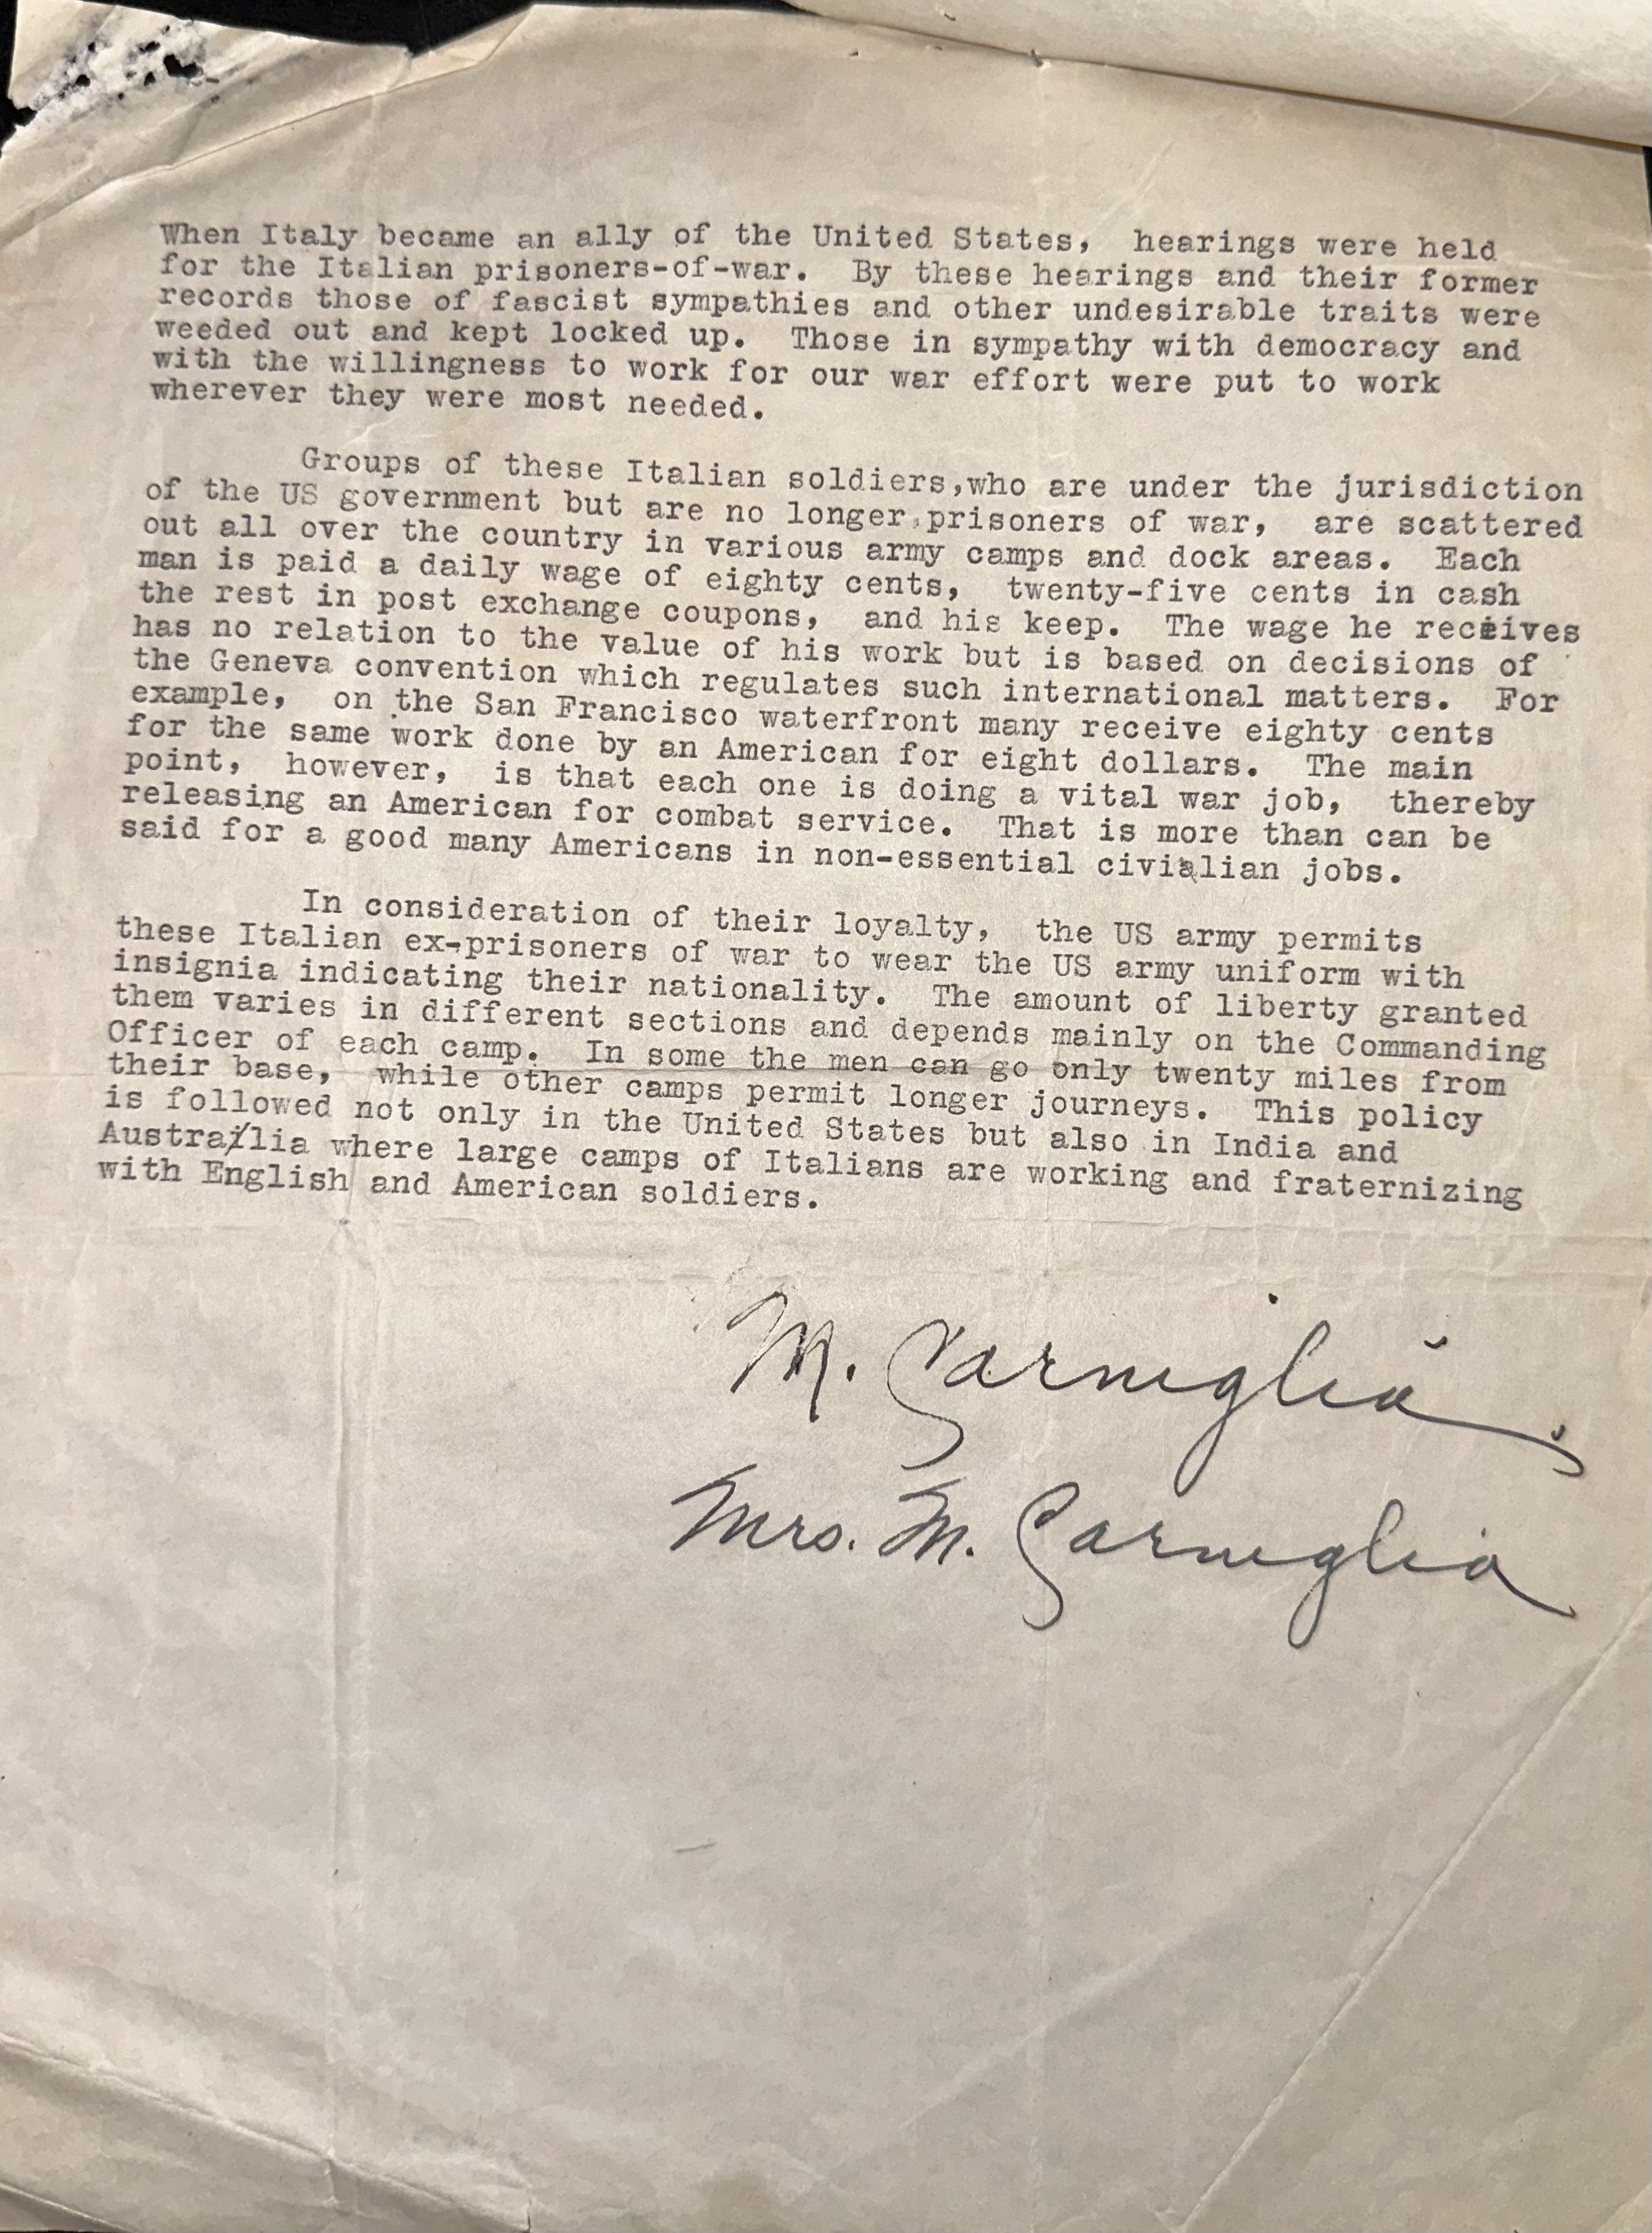 When Italy became an ally of the United States, hearings were held
for the Italian prisoners-of-war. By these hearings and their former
records those of fascist sympathies and other undesirable traits were
weeded out and kept locked up. Those in sympathy with democracy and
with the willingness to work for our war effort were put to work
wherever they were most needed.
Groups of these Italian soldiers,who are under the jurisdiction
of the US government but are no longer prisoners of war, are scattered
out all over the country in various army camps and dock areas. Each
man is paid a daily wage of eighty cents, twenty-five cents in cash
the rest in post exchange coupons, and his keep. The wage he receives
has no relation to the value of his work but is based on decisions of
the Geneva convention which regulates such international matters. For
example, on the San Francisco waterfront many receive eighty cents
for the same work done by an American for eight dollars. The main
point, however, is that each one is doing a vital war job, thereby
releasing an American for combat service. That is more than can be
said for a good many Americans in non-essential civilian jobs.
In consideration of their loyalty, the US army permits
these Italian ex-prisoners of war to wear the US army uniform with
insignia indicating their nationality. The amount of liberty granted
them varies in different sections and depends mainly on the Commanding
Officer of each camp. In some the men can go only twenty miles from
their base, while other camps permit longer journeys. This policy
is followed not only in the United States but also in India and
Australia where large camps of Italians are working and fraternizing
with English and American soldiers.
M. Carniglia
Mrs. M. Carniglia